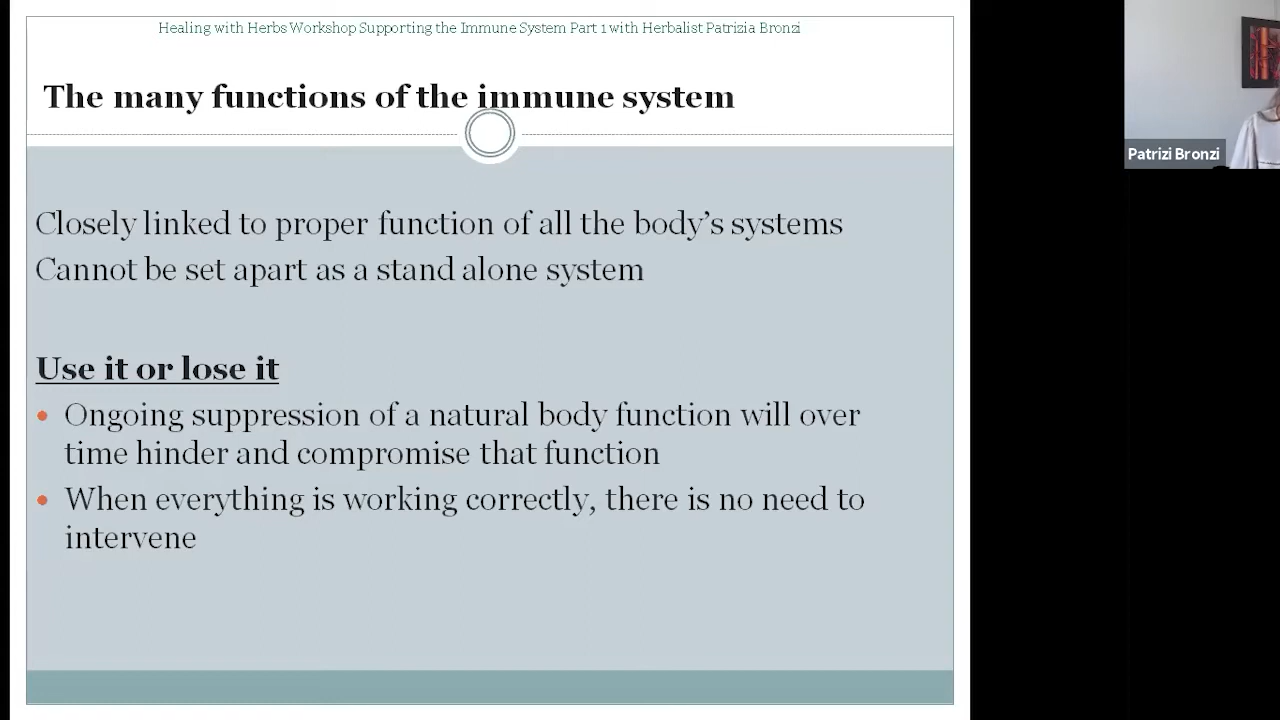 Healing with Herbs Workshop Supporting the Immune System Part 1 with Herbalist Patrizia Bronzi
The many functions of the immune system
Patrizi Bronzi
Closely linked to proper function of all the body’s systems
Cannot be set apart as a stand alone system
Use it or lose it
• Ongoing suppression of a natural body function will over
time hinder and compromise that function
• When everything is working correctly, there is no need to
intervene